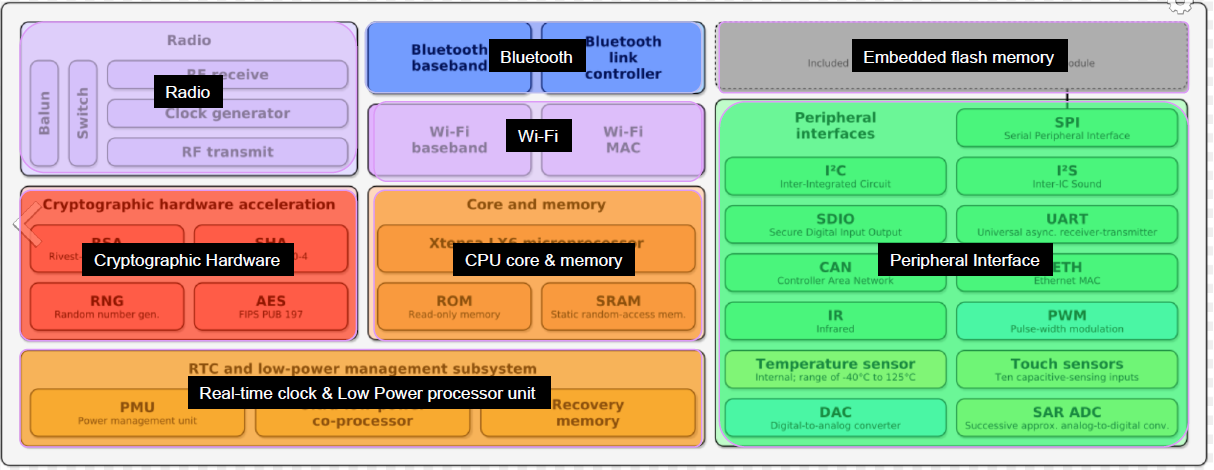 Radio
Balun
Switch
RF receive
Radio
Clock generator
RF transmit
Bluetooth
baseband
Bluetooth
link
controller
Bluetooth
Wi-Fi
baseband
Wi-Fi
MAC
Wi-Fi
Included
Embedded flash memory
Cryptographic hardware acceleration
RSA
SHA
Cryptographic Hardware
RNG
Random number gen.
AES
FIPS PUB 197
Core and memory
Xtensa LX6 microprocessor
CPU core & memory
ROM
Read-only memory
SRAM
Static random-access mem.
RTC and low-power management subsystem
Real-time clock & Low Power processor unit
PMU
Power management unit
co-processor
Recovery
memory
Peripheral
interfaces
SPI
Serial Peripheral Interface
I²C
Inter-Integrated Circuit
I²S
Inter-IC Sound
SDIO
Secure Digital Input Output
UART
Universal async. receiver-transmitter
CAN
Controller Area Network
Peripheral Interface
ETH
Ethernet MAC
IR
Infrared
PWM
Pulse-width modulation
Temperature sensor
Internal; range of -40°C to 125°C
Touch sensors
Ten capacitive-sensing inputs
DAC
Digital-to-analog converter
SAR ADC
Successive approx. analog-to-digital conv.